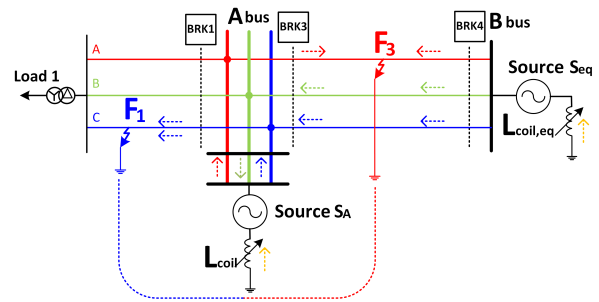 A bus
B bus
BRK1
BRK3
BRK4
A
F3
Load 1
B
Source Seq
F1
C
Lcoil,eq
Source SA
Lcoil